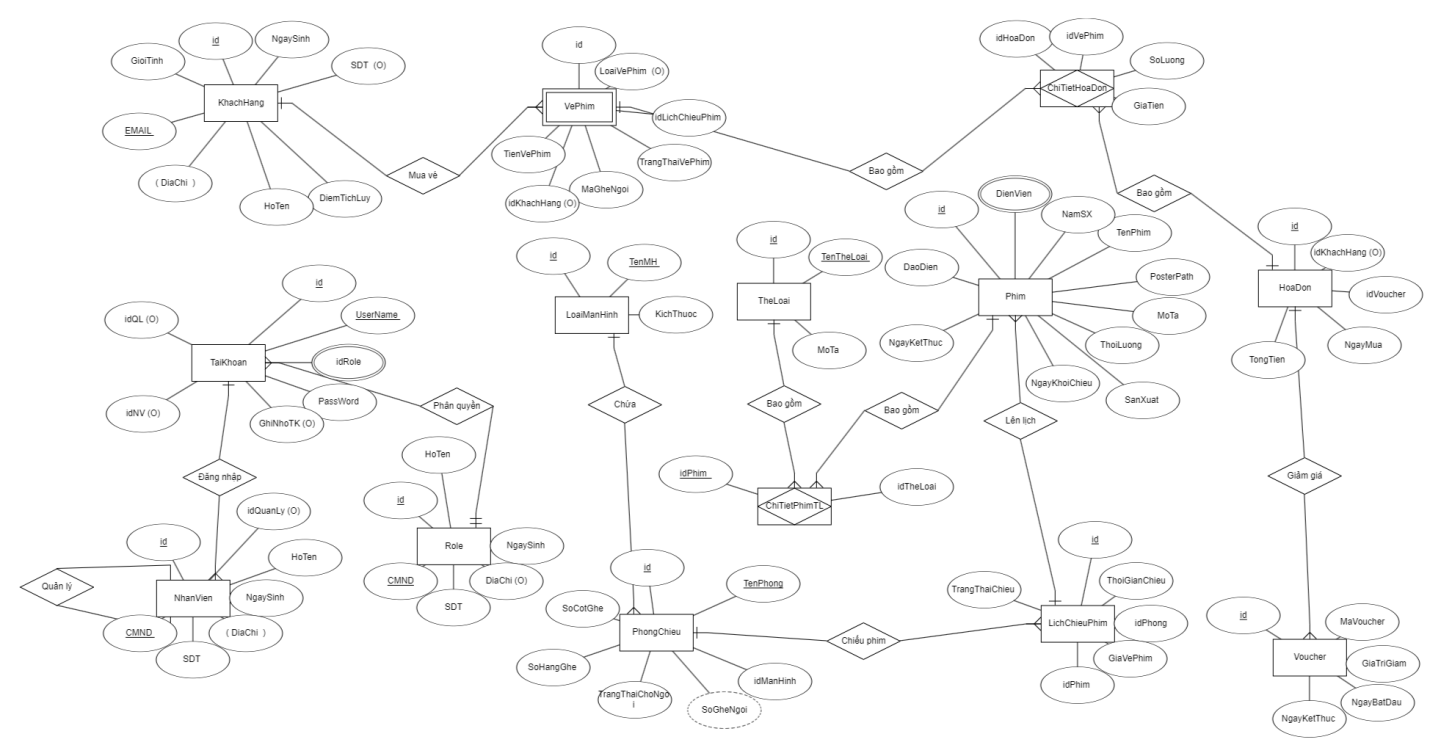 id
NgaySinh
GioiTinh
SDT (O)
KhachHang
EMAIL
( DiaChi )
HoTen
DiemTichLuy
Mua vè
id
LoaiVePhim (O)
VePhim
idLichChieuPhim
TienVePhim
TrangThaiVePhim
MaGheNgoi
idKhachHang (O)
idHoaDon
idVePhim
SoLuong
ChiTietHoaDon
GiaTien
Bao gồm
Bao gồm
id
idKhachHang (O)
HoaDon
idVoucher
NgayMua
TongTien
DienVien
id
NamSX
TenPhim
DaoDien
PosterPath
Phim
MoTa
NgayKetThuc
ThoiLuong
NgayKhoiChieu
SanXuat
id
TenTheLoai
TheLoai
MoTa
Bao gồm
Bao gồm
Lên lịch
id
TenMH
LoaiManHinh
KichThuoc
Chứa
id
idQL (O)
UserName
TaiKhoan
idRole
PassWord
idNV (O)
GhiNhoTK (O)
Phân quyền
Đăng nhập
HoTen
id
Role
NgaySinh
CMND
DiaChi (O)
SDT
idQuanLy (O)
id
HoTen
Quản lý
NhanVien
NgaySinh
CMND
( DiaChi )
SDT
idPhim
idTheLoai
ChiTietPhimTL
id
TenPhong
SoCotGhe
PhongChieu
SoHangGhe
idManHinh
TrangThaiChoNgo
i
SoGheNgoi
Chiếu phim
id
ThoiGianChieu
TrangThaiChieu
LichChieuPhim
idPhong
GiaVePhim
idPhim
Giảm giá
id
MaVoucher
Voucher
GiaTriGiam
NgayBatDau
NgayKetThuc